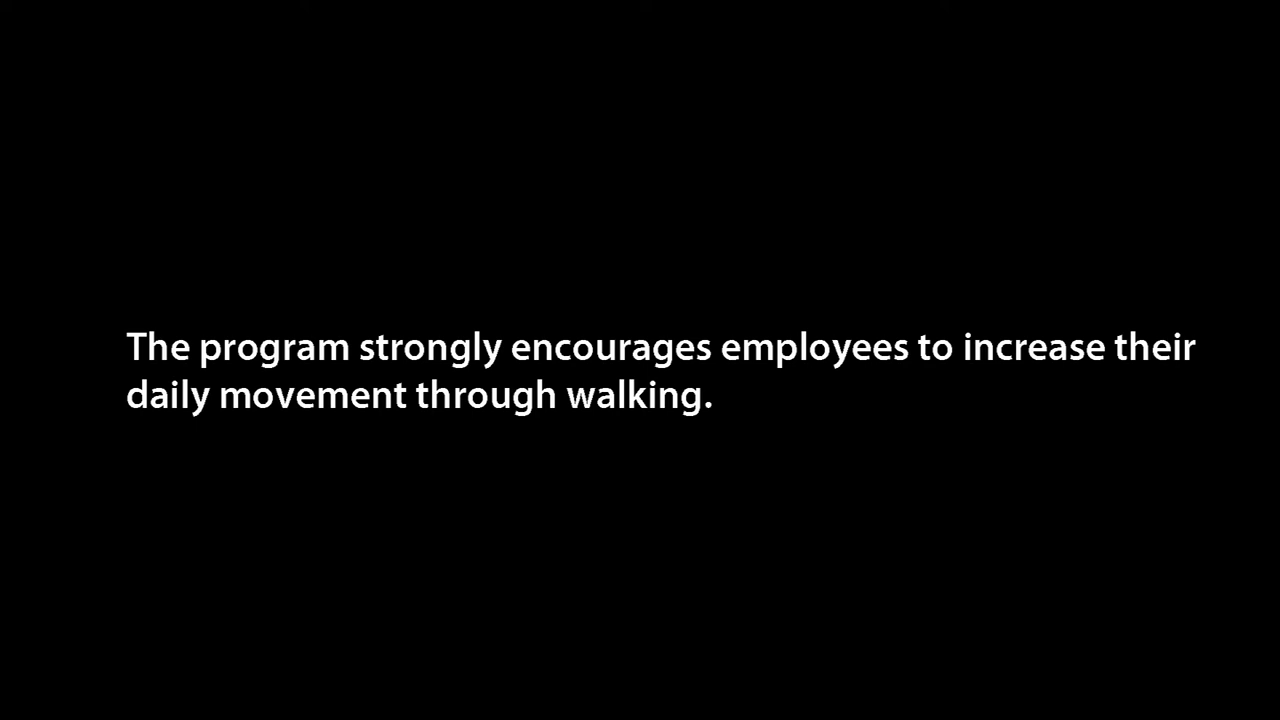 The program strongly encourages employees to increase their
daily movement through walking.